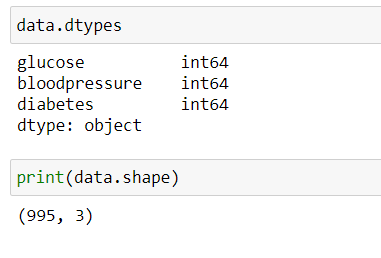 data.dtypes
glucose int64
bloodpressure int64
diabetes int64
dtype: object
print(data.shape)
(995, 3)